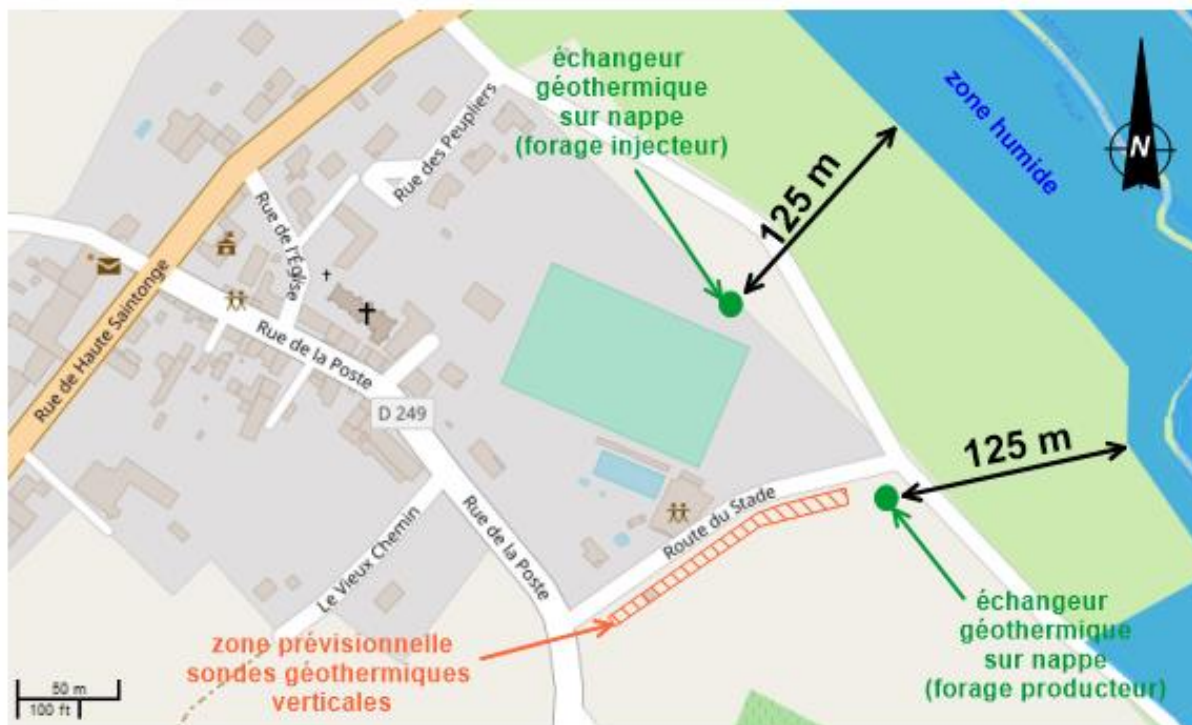 échangeur
géothermique
sur nappe
(forage injecteur)
125 m
zone humide
N
Rue des Peupliers
Rue de l'Église
Rue de Haute Saintonge
Rue de la Poste
D 249
125 m
Route du Stade
Rue de la Poste
Le Vieux Chemin
zone prévisionnelle
sondes géothermiques
verticales
échangeur
géothermique
sur nappe
(forage producteur)
50 m
100 ft